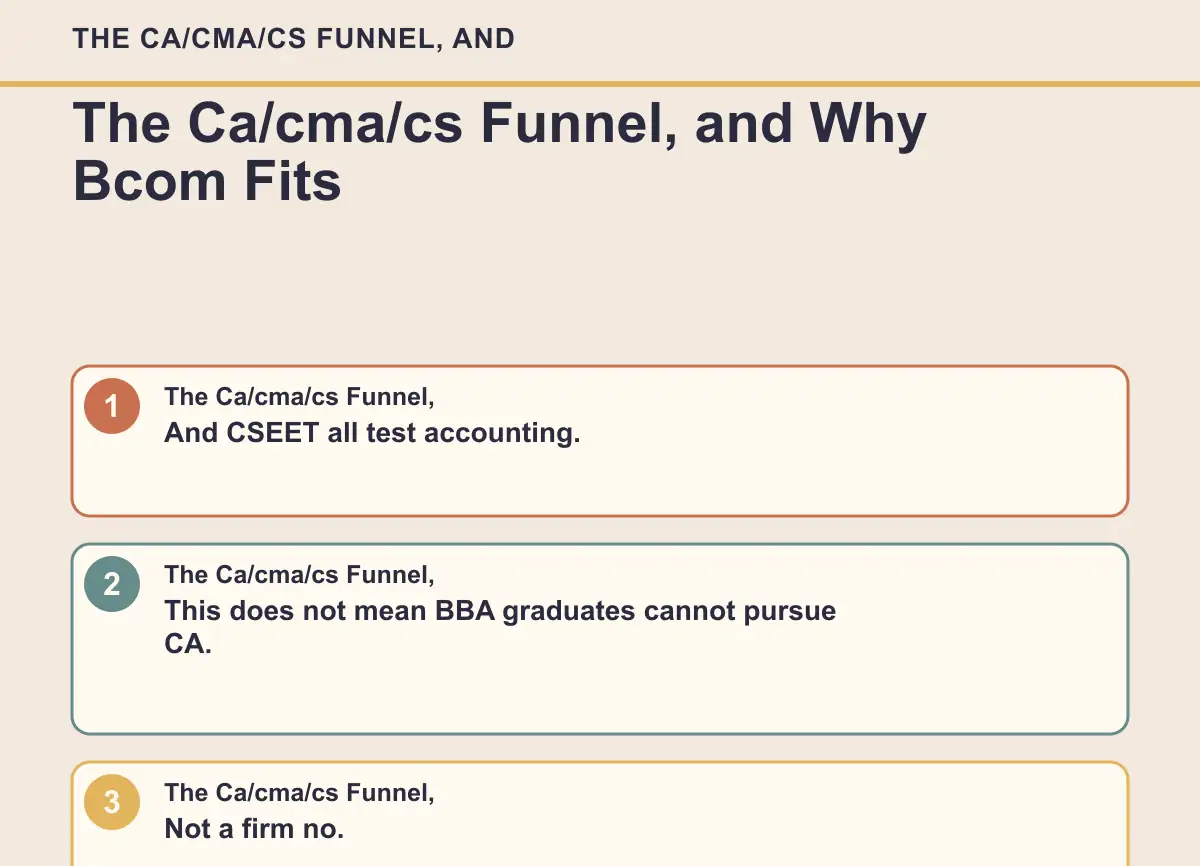 THE CA/CMA/CS FUNNEL, AND
The Ca/cma/cs Funnel, and Why
Bcom Fits
1
The Ca/cma/cs Funnel,
And CSEET all test accounting.
2
The Ca/cma/cs Funnel,
This does not mean BBA graduates cannot pursue
CA.
3
The Ca/cma/cs Funnel,
Not a firm no.